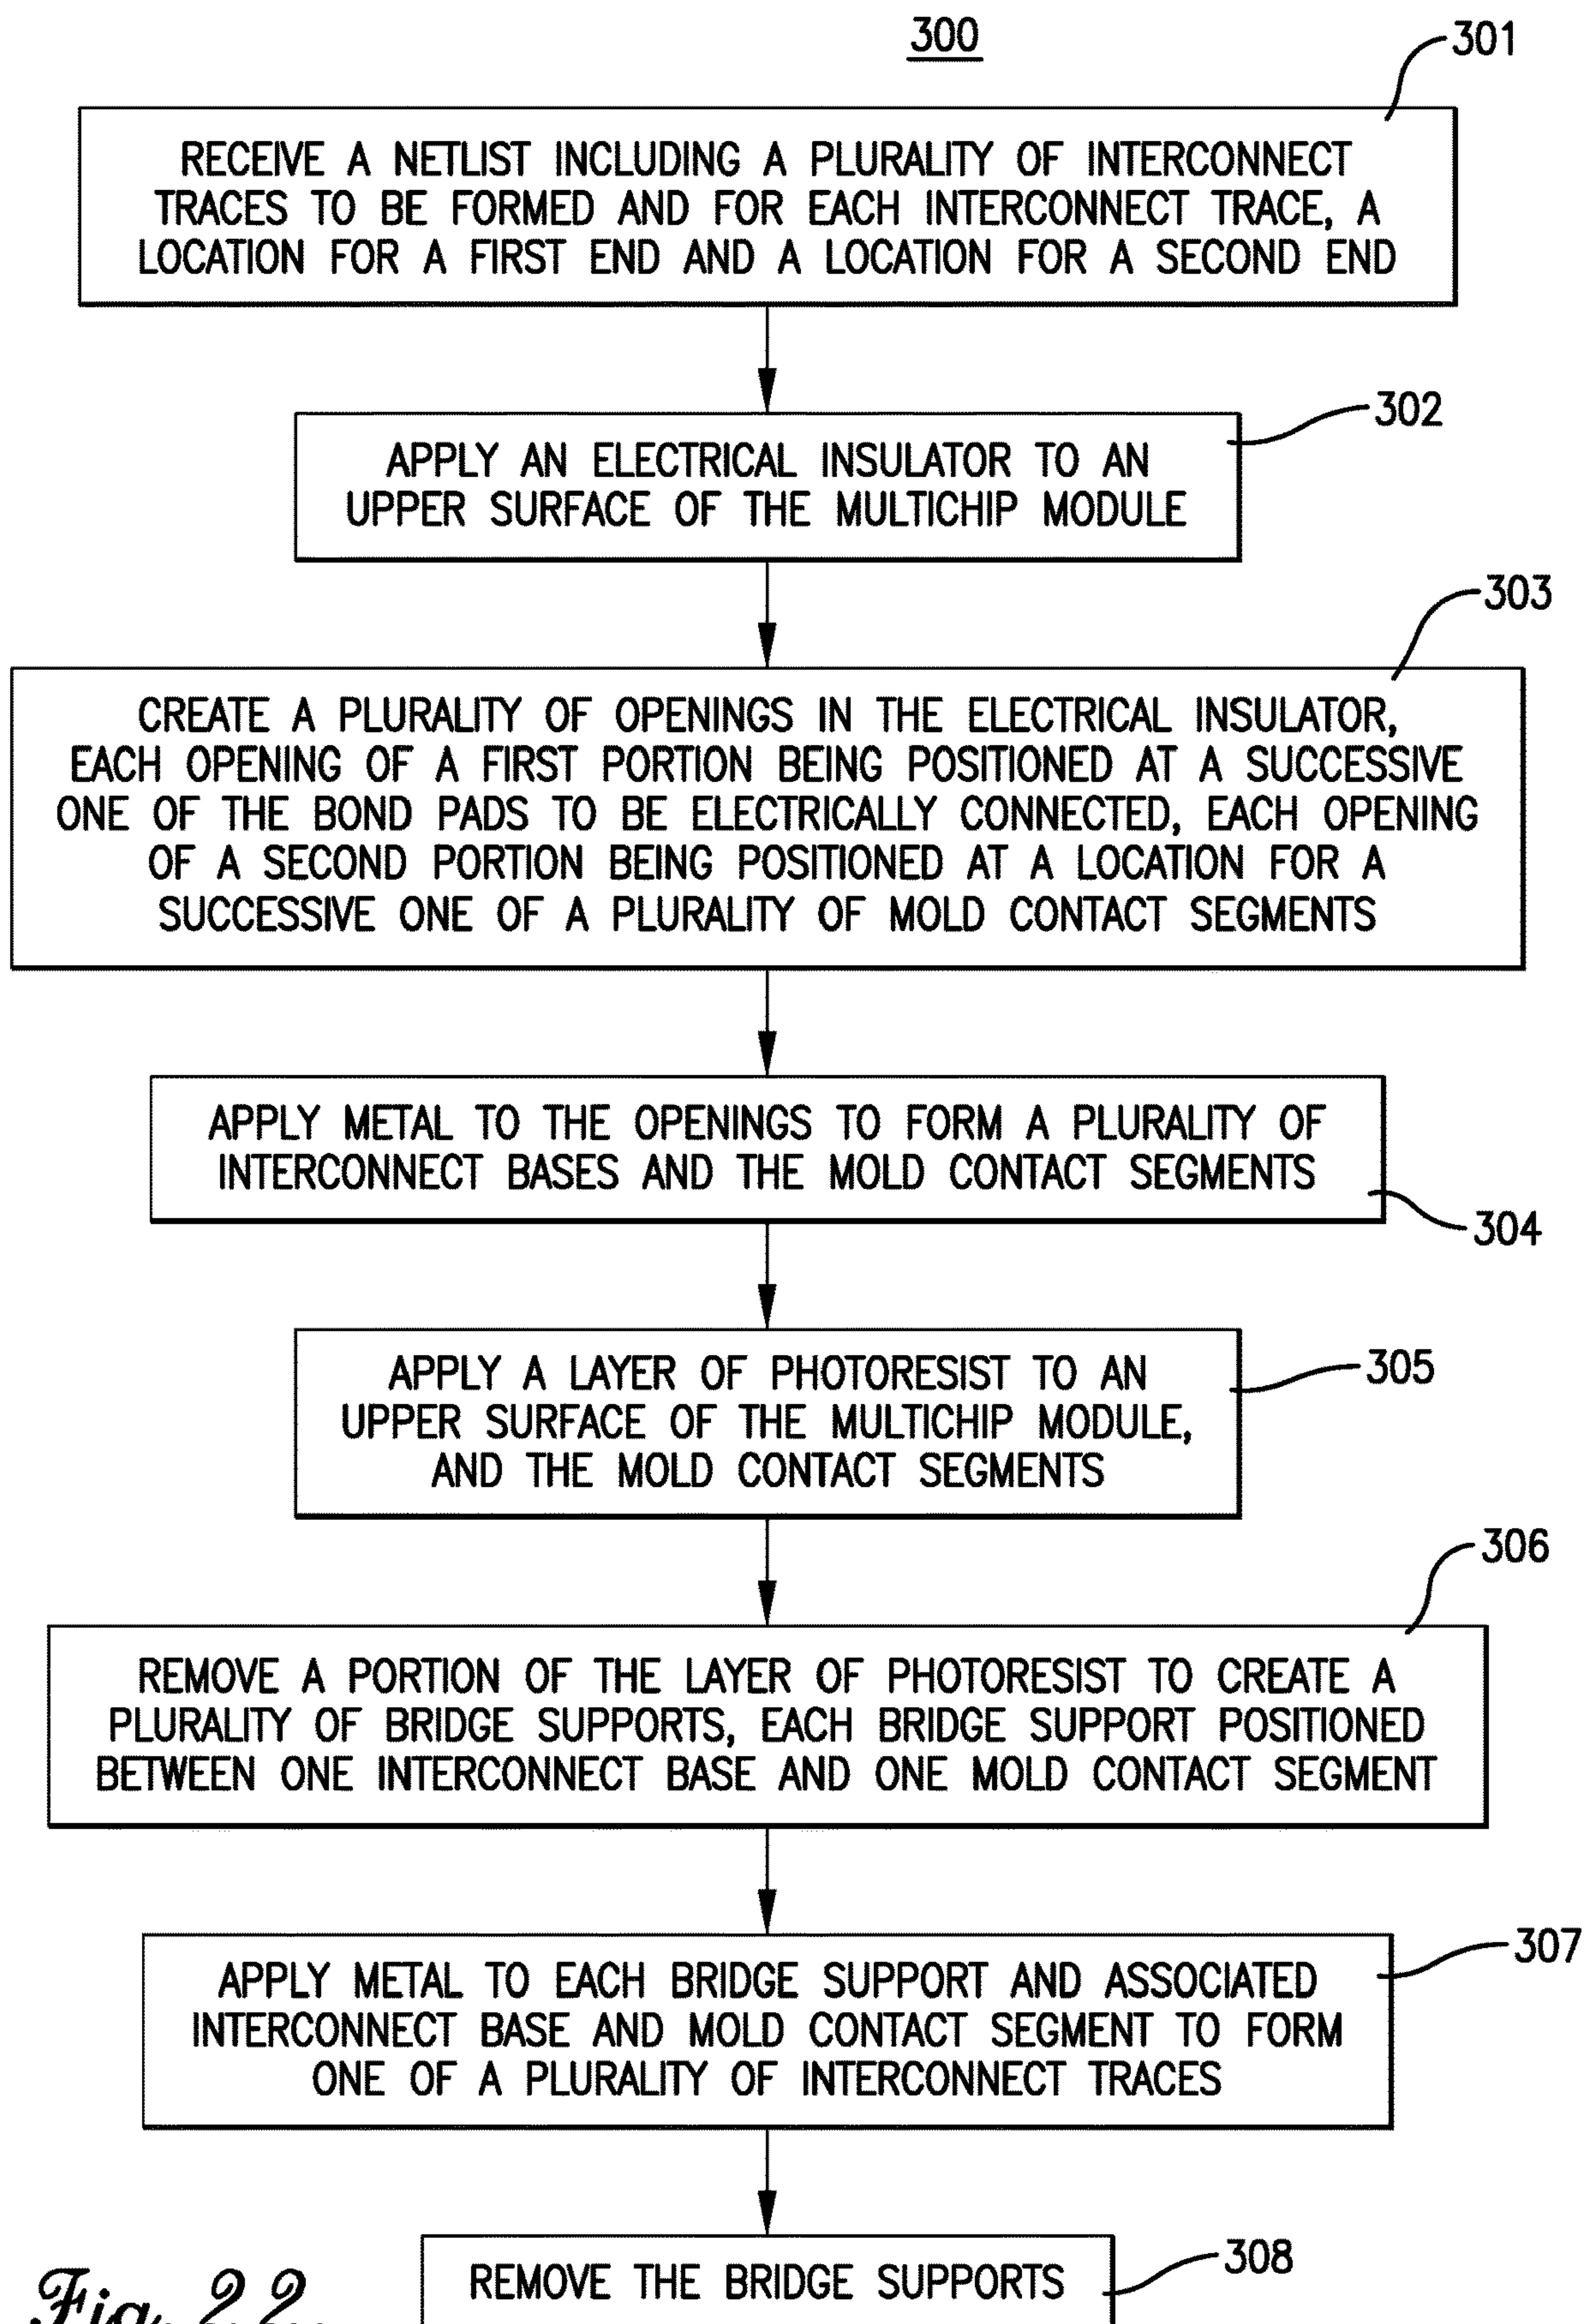 300
301
RECEIVE A NETLIST INCLUDING A PLURALITY OF INTERCONNECT
TRACES TO BE FORMED AND FOR EACH INTERCONNECT TRACE, A
LOCATION FOR A FIRST END AND A LOCATION FOR A SECOND END
302
APPLY AN ELECTRICAL INSULATOR TO AN
UPPER SURFACE OF THE MULTICHIP MODULE
303
CREATE A PLURALITY OF OPENINGS IN THE ELECTRICAL INSULATOR,
EACH OPENING OF A FIRST PORTION BEING POSITIONED AT A SUCCESSIVE
ONE OF THE BOND PADS TO BE ELECTRICALLY CONNECTED, EACH OPENING
OF A SECOND PORTION BEING POSITIONED AT A LOCATION FOR A
SUCCESSIVE ONE OF A PLURALITY OF MOLD CONTACT SEGMENTS
APPLY METAL TO THE OPENINGS TO FORM A PLURALITY OF
INTERCONNECT BASES AND THE MOLD CONTACT SEGMENTS
304
APPLY A LAYER OF PHOTORESIST TO AN
UPPER SURFACE OF THE MULTICHIP MODULE,
AND THE MOLD CONTACT SEGMENTS
305
306
REMOVE A PORTION OF THE LAYER OF PHOTORESIST TO CREATE A
PLURALITY OF BRIDGE SUPPORTS, EACH BRIDGE SUPPORT POSITIONED
BETWEEN ONE INTERCONNECT BASE AND ONE MOLD CONTACT SEGMENT
307
APPLY METAL TO EACH BRIDGE SUPPORT AND ASSOCIATED
INTERCONNECT BASE AND MOLD CONTACT SEGMENT TO FORM
ONE OF A PLURALITY OF INTERCONNECT TRACES
308
REMOVE THE BRIDGE SUPPORTS
Fig. 22.